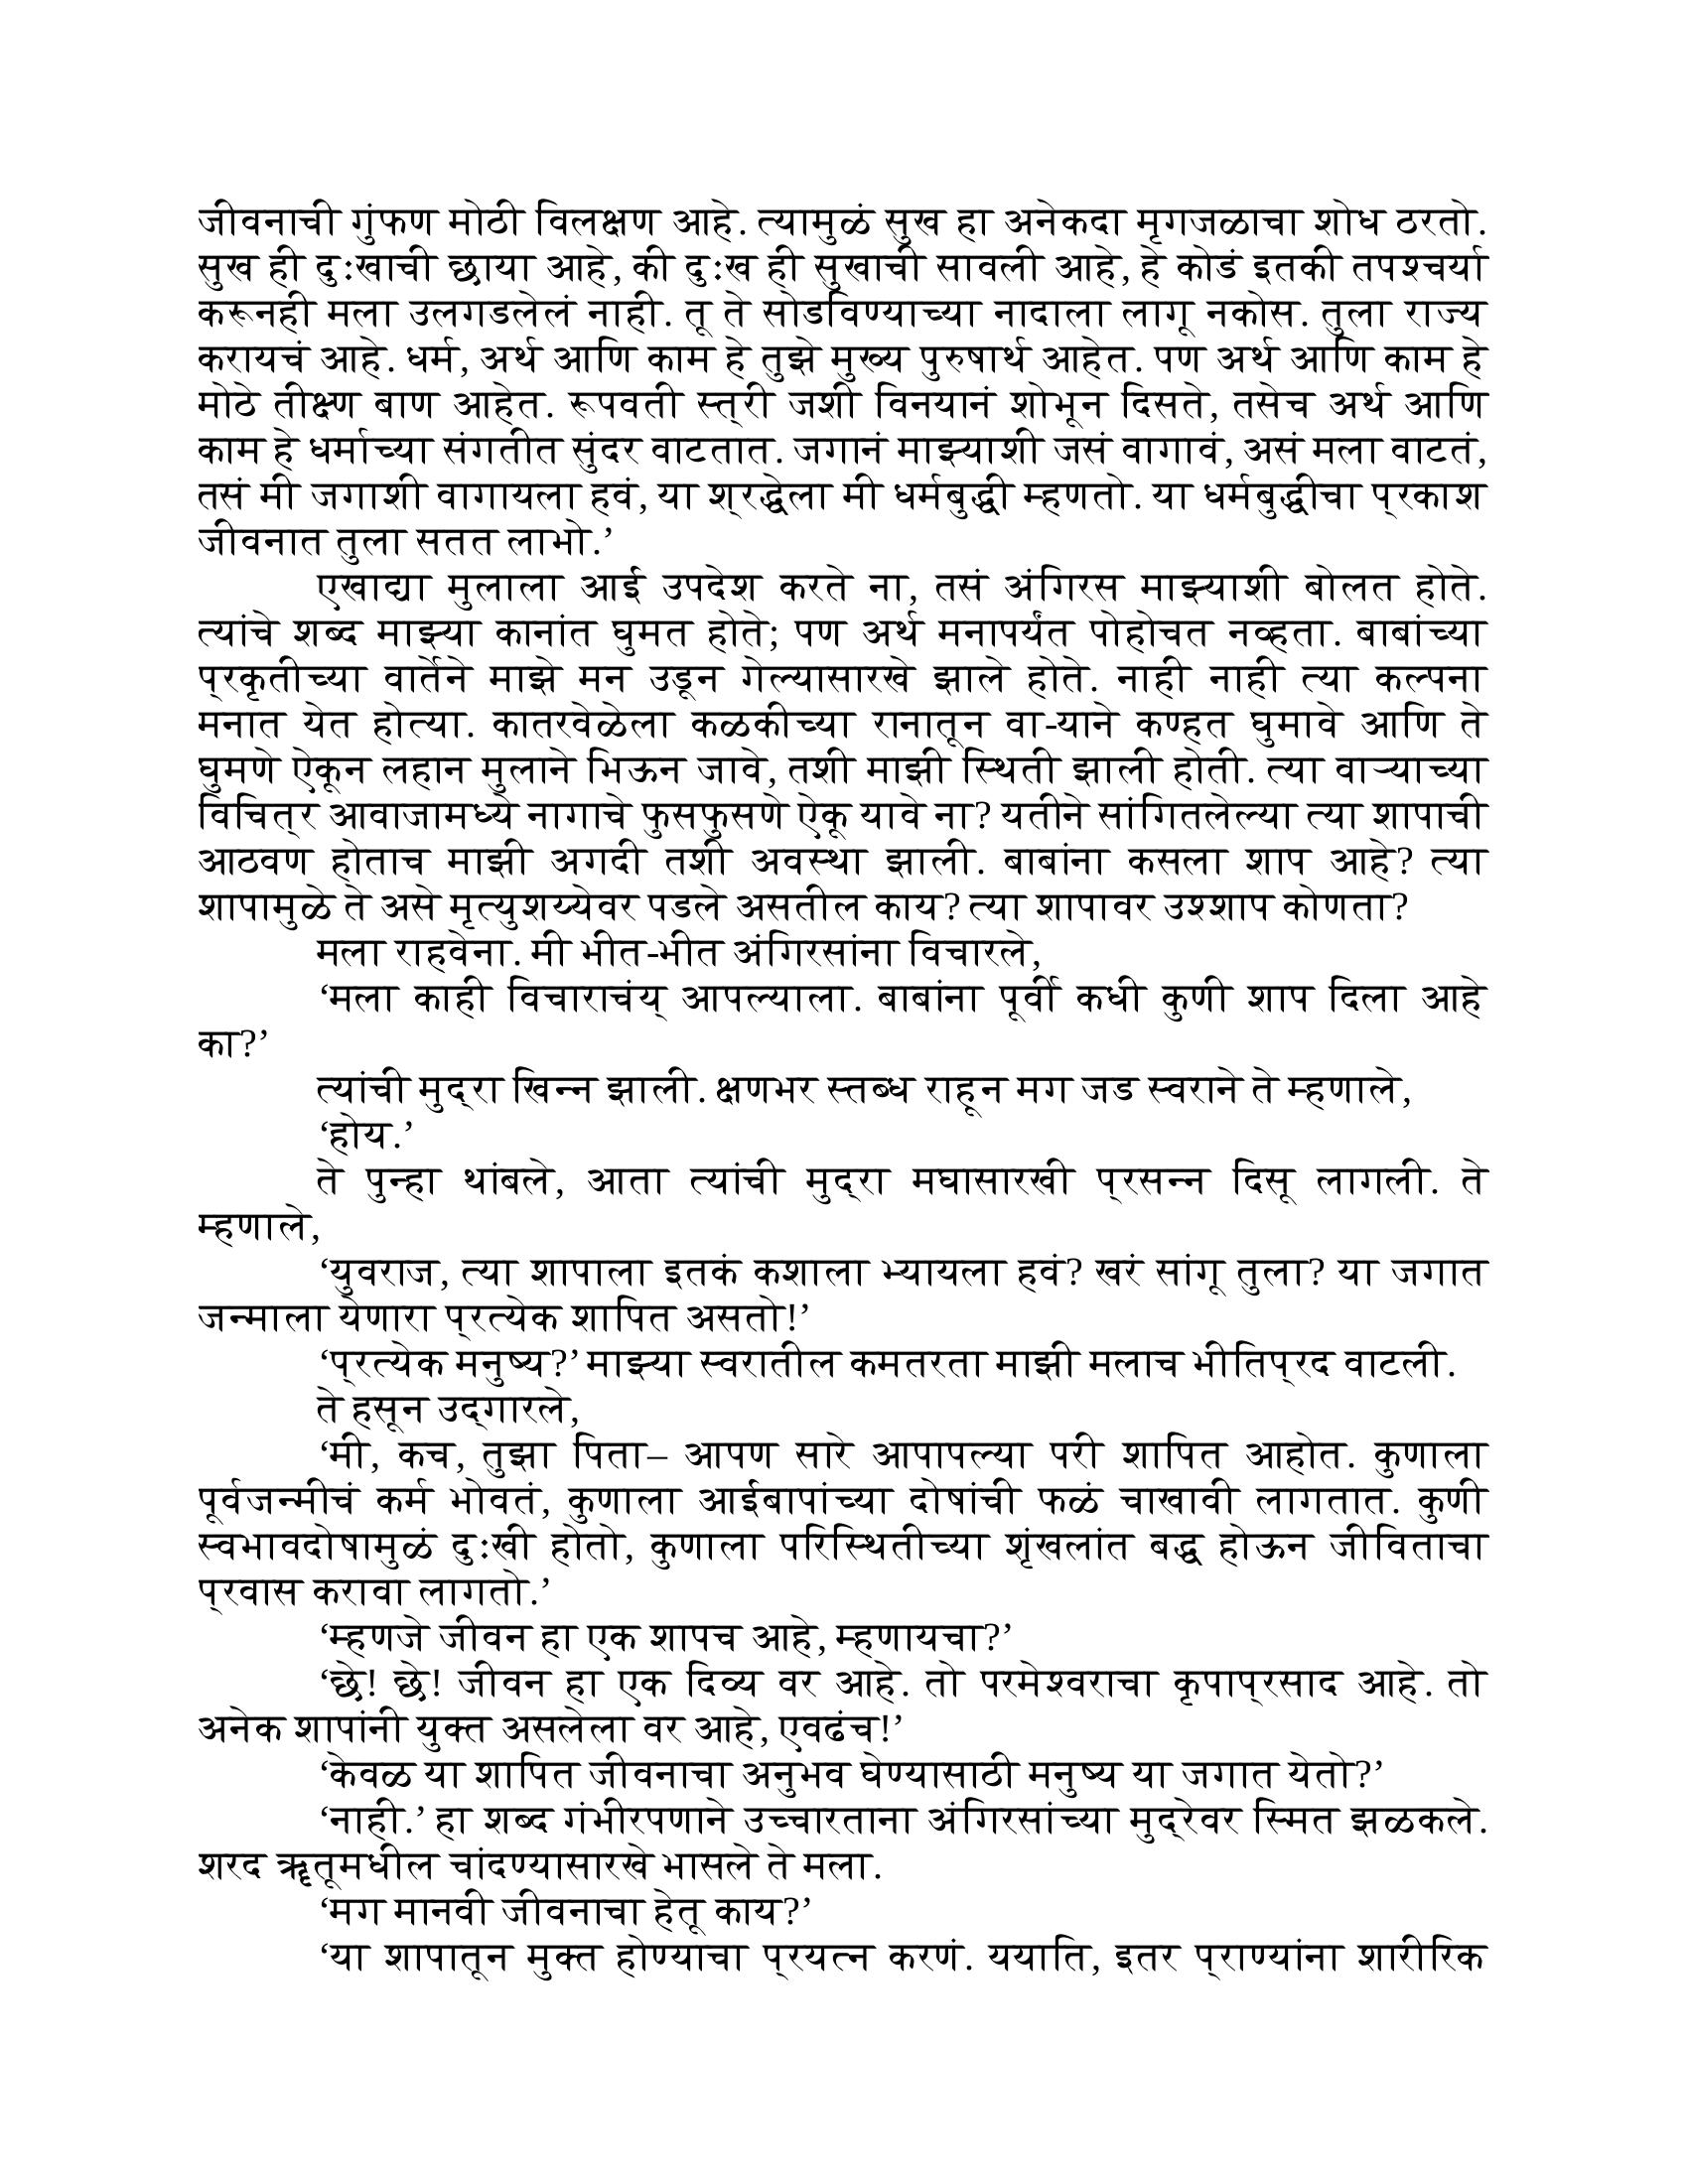 जीवनाची गुंफण मोठी विलक्षण आहे. त्यामुळं सुख हा अनेकदा मृगजळाचा शोध ठरतो.
सुख ही दुःखाची छाया आहे, की दुःख ही सुखाची सावली आहे, हे कोडं इतकी तपश्चर्या
करूनही मला उलगडलेलं नाही. तू ते सोडविण्याच्या नादाला लागू नकोस. तुला राज्य
करायचं आहे. धर्म, अर्थ आणि काम हे तुझे मुख्य पुरुषार्थ आहेत. पण अर्थ आणि काम हे
मोठे तीक्ष्ण बाण आहेत. रूपवती स्त्री जशी विनयानं शोभून दिसते, तसेच अर्थ आणि
काम हे धर्माच्या संगतीत सुंदर वाटतात. जगानं माझ्याशी जसं वागावं, असं मला वाटतं,
तसं मी जगाशी वागायला हवं, या श्रद्धेला मी धर्मबुद्धी म्हणतो. या धर्मबुद्धीचा प्रकाश
जीवनात तुला सतत लाभो.’
एखाद्या मुलाला आई उपदेश करते ना, तसं अंगिरस माझ्याशी बोलत होते.
त्यांचे शब्द माझ्या कानांत घुमत होते; पण अर्थ मनापर्यंत पोहोचत नव्हता. बाबांच्या
प्रकृतीच्या वार्तेने माझे मन उडून गेल्यासारखे झाले होते. नाही नाही त्या कल्पना
मनात येत होत्या. कातरवेळेला कळकीच्या रानातून वा-याने कण्हत घुमावे आणि ते
घुमणे ऐकून लहान मुलाने भिऊन जावे, तशी माझी स्थिती झाली होती. त्या वाऱ्याच्या
विचित्र आवाजामध्ये नागाचे फुसफुसणे ऐकू यावे ना? यतीने सांगितलेल्या त्या शापाची
आठवण होताच माझी अगदी तशी अवस्था झाली. बाबांना कसला शाप आहे? त्या
शापामुळे ते असे मृत्युशय्येवर पडले असतील काय? त्या शापावर उश्शाप कोणता?
मला राहवेना. मी भीत-भीत अंगिरसांना विचारले,
‘मला काही विचाराचंय् आपल्याला. बाबांना पूर्वी कधी कुणी शाप दिला आहे
का?’
त्यांची मुद्रा खिन्न झाली. क्षणभर स्तब्ध राहून मग जड स्वराने ते म्हणाले,
‘होय.’
ते पुन्हा थांबले, आता त्यांची मुद्रा मघासारखी प्रसन्न दिसू लागली. ते
म्हणाले,
‘युवराज, त्या शापाला इतकं कशाला भ्यायला हवं? खरं सांगू तुला? या जगात
जन्माला येणारा प्रत्येक शापित असतो!’
‘प्रत्येक मनुष्य?’ माझ्या स्वरातील कमतरता माझी मलाच भीतिप्रद वाटली.
ते हसून उद्गारले,
‘मी, कच, तुझा पिता– आपण सारे आपापल्या परी शापित आहोत. कुणाला
पूर्वजन्मीचं कर्म भोवतं, कुणाला आईबापांच्या दोषांची फळं चाखावी लागतात. कुणी
स्वभावदोषामुळं दुःखी होतो, कुणाला परिस्थितीच्या शृंखलांत बद्ध होऊन जीविताचा
प्रवास करावा लागतो.’
‘म्हणजे जीवन हा एक शापच आहे, म्हणायचा?’
‘छे! छे! जीवन हा एक दिव्य वर आहे. तो परमेश्वराचा कृपाप्रसाद आहे. तो
अनेक शापांनी युक्त असलेला वर आहे, एवढंच!’
‘केवळ या शापित जीवनाचा अनुभव घेण्यासाठी मनुष्य या जगात येतो?’
‘नाही.’ हा शब्द गंभीरपणाने उच्चारताना अंगिरसांच्या मुद्रेवर स्मित झळकले.
शरद ॠतूमधील चांदण्यासारखे भासले ते मला.
‘मग मानवी जीवनाचा हेतू काय?’
‘या शापातून मुक्त होण्याचा प्रयत्न करणं. ययाति, इतर प्राण्यांना शारीरिक